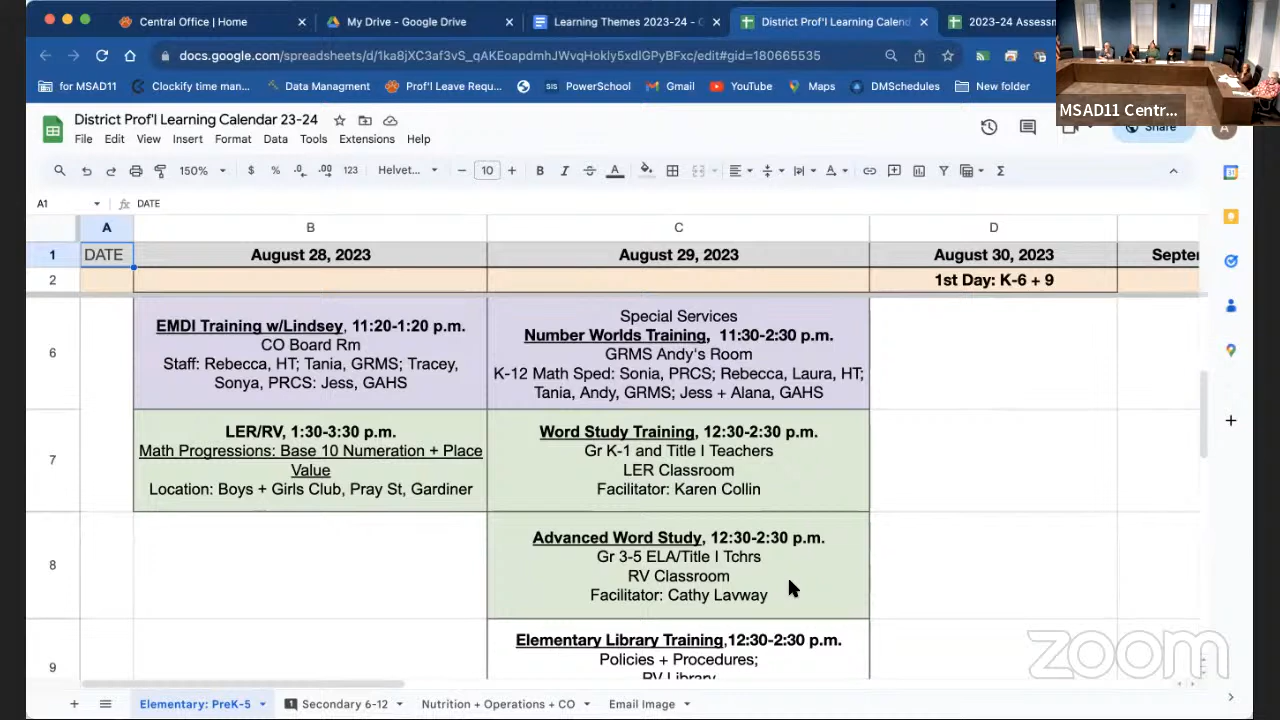 Central Office | Home
My Drive - Google Drive
Learning Themes 2023-24 - C
District Prof'l Learning Calend
2023-24 Assessm
docs.google.com/spreadsheets/d/1ka8jXC3af3vS_qAKEoapdmhJWvqHokly5xdlGPyBFxc/edit#gid=180665535
for MSAD11
Clockify time-mar...
Data Managment
Prof'l Leave Requ...
SIS PowerSchool
Gmail
YouTube
Maps
DMSchedules
New folder
MSAD11 Centr...
District Prof'l Learning Calendar 23-24
Share
A
File Edit View Insert Format Data Tools Extensions Help
150% $ % .0 .00 123 Helvet... − 10 + B I A Σ
A1 fx DATE
A B C D
1 DATE August 28, 2023 August 29, 2023 August 30, 2023 Septer
2 1st Day: K-6 + 9
6
EMDI Training w/Lindsey, 11:20-1:20 p.m.
CO Board Rm
Staff: Rebecca, HT; Tania, GRMS; Tracey,
Sonya, PRCS: Jess, GAHS
Special Services
Number Worlds Training, 11:30-2:30 p.m.
GRMS Andy's Room
K-12 Math Sped: Sonia, PRCS; Rebecca, Laura, HT;
Tania, Andy, GRMS; Jess + Alana, GAHS
7
LER/RV, 1:30-3:30 p.m.
Math Progressions: Base 10 Numeration + Place
Value
Location: Boys + Girls Club, Pray St, Gardiner
Word Study Training, 12:30-2:30 p.m.
Gr K-1 and Title I Teachers
LER Classroom
Facilitator: Karen Collin
8
Advanced Word Study, 12:30-2:30 p.m.
Gr 3-5 ELA/Title I Tchrs
RV Classroom
Facilitator: Cathy Lavway
9
Elementary Library Training,12:30-2:30 p.m.
Policies + Procedures;
RV Library
zoom
Elementary: PreK-5
1 Secondary 6-12
Nutrition + Operations + CO
Email Image